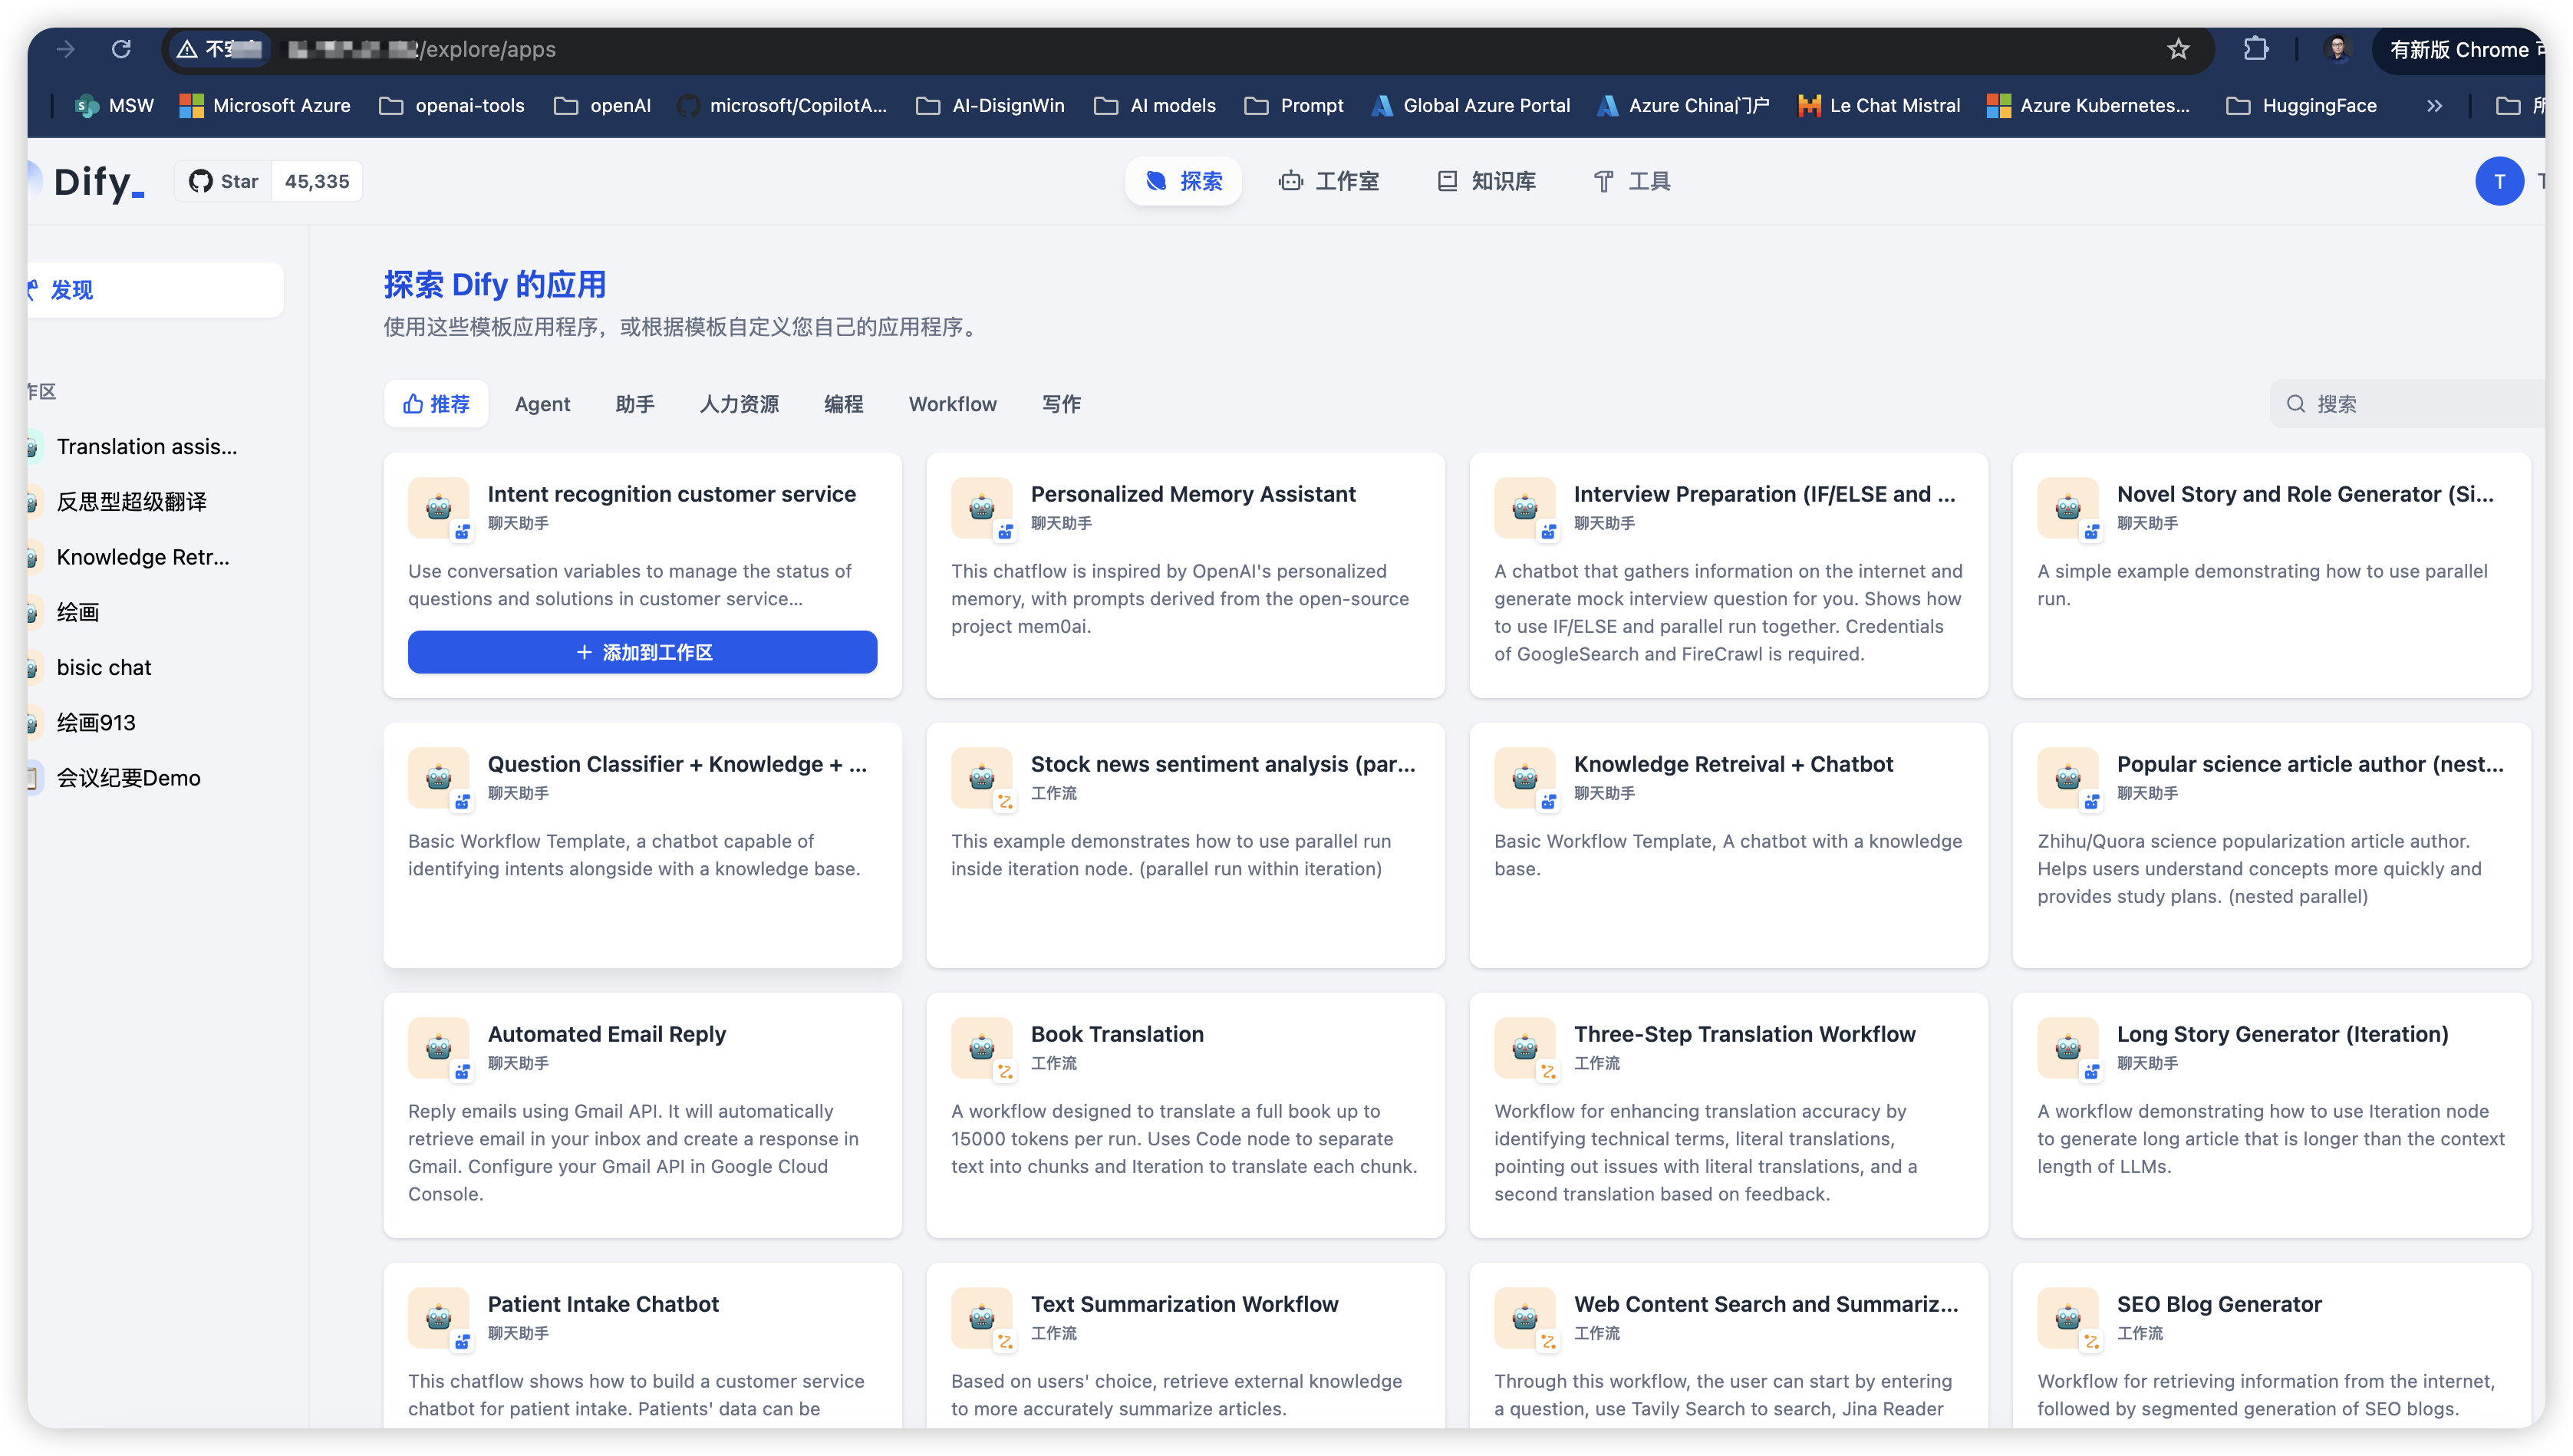 /explore/apps
有新版 Chrome
MSW
Microsoft Azure
openai-tools
openAI
microsoft/CopilotA...
AI-DisignWin
AI models
Prompt
Global Azure Portal
Azure China门户
Le Chat Mistral
Azure Kubernetes...
HuggingFace
Dify_
Star 45,335
探索
工作室
知识库
工具
T
发现
作区
Translation assis...
反思型超级翻译
Knowledge Retr...
绘画
bisic chat
绘画913
会议纪要Demo
探索 Dify 的应用
使用这些模板应用程序，或根据模板自定义您自己的应用程序。
推荐
Agent
助手
人力资源
编程
Workflow
写作
搜索
Intent recognition customer service
聊天助手
Use conversation variables to manage the status of
questions and solutions in customer service...
+ 添加到工作区
Personalized Memory Assistant
聊天助手
This chatflow is inspired by OpenAI's personalized
memory, with prompts derived from the open-source
project mem0ai.
Interview Preparation (IF/ELSE and ...
聊天助手
A chatbot that gathers information on the internet and
generate mock interview question for you. Shows how
to use IF/ELSE and parallel run together. Credentials
of GoogleSearch and FireCrawl is required.
Novel Story and Role Generator (Si...
聊天助手
A simple example demonstrating how to use parallel
run.
Question Classifier + Knowledge + ...
聊天助手
Basic Workflow Template, a chatbot capable of
identifying intents alongside with a knowledge base.
Stock news sentiment analysis (par...
工作流
This example demonstrates how to use parallel run
inside iteration node. (parallel run within iteration)
Knowledge Retreival + Chatbot
聊天助手
Basic Workflow Template, A chatbot with a knowledge
base.
Popular science article author (nest...
聊天助手
Zhihu/Quora science popularization article author.
Helps users understand concepts more quickly and
provides study plans. (nested parallel)
Automated Email Reply
聊天助手
Reply emails using Gmail API. It will automatically
retrieve email in your inbox and create a response in
Gmail. Configure your Gmail API in Google Cloud
Console.
Book Translation
工作流
A workflow designed to translate a full book up to
15000 tokens per run. Uses Code node to separate
text into chunks and Iteration to translate each chunk.
Three-Step Translation Workflow
工作流
Workflow for enhancing translation accuracy by
identifying technical terms, literal translations,
pointing out issues with literal translations, and a
second translation based on feedback.
Long Story Generator (Iteration)
聊天助手
A workflow demonstrating how to use Iteration node
to generate long article that is longer than the context
length of LLMs.
Patient Intake Chatbot
聊天助手
This chatflow shows how to build a customer service
chatbot for patient intake. Patients' data can be
Text Summarization Workflow
工作流
Based on users' choice, retrieve external knowledge
to more accurately summarize articles.
Web Content Search and Summariz...
工作流
Through this workflow, the user can start by entering
a question, use Tavily Search to search, Jina Reader
SEO Blog Generator
工作流
Workflow for retrieving information from the internet,
followed by segmented generation of SEO blogs.